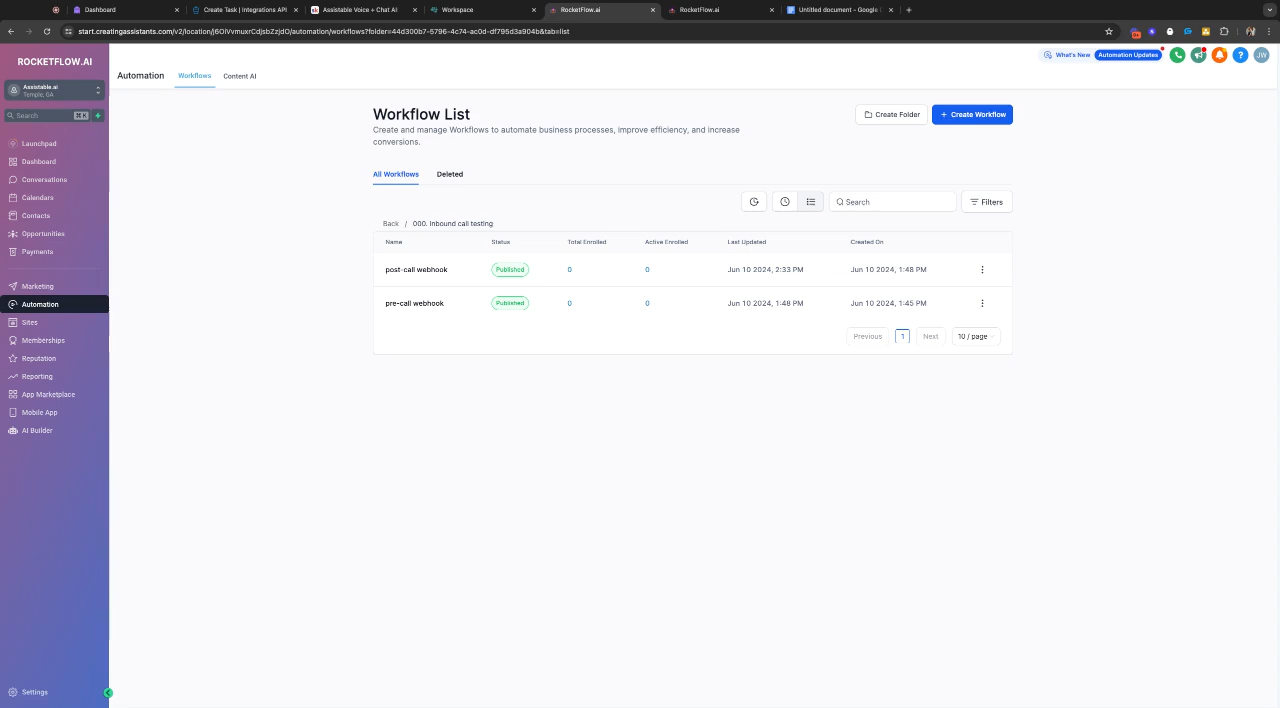 Dashboard
Create Task | Integrations API
Assistable Voice + Chat AI
Workspace
RocketFlow.ai
RocketFlow.ai
Untitled document - Google
start.creatingassistants.com/v2/location/j6OiVvmuxrCdjsbZzjdO/automation/workflows?folder=44d300b7-5796-4c74-ac0d-df795d3a904b&tab=list
ROCKETFLOW.AI
Assistable.ai
Temple, GA
Search
⌘K
Launchpad
Dashboard
Conversations
Calendars
Contacts
Opportunities
Payments
Marketing
Automation
Sites
Memberships
Reputation
Reporting
App Marketplace
Mobile App
AI Builder
Settings
Automation
Workflows
Content AI
What's New
Automation Updates
JW
Workflow List
Create and manage Workflows to automate business processes, improve efficiency, and increase
conversions.
Create Folder
+ Create Workflow
All Workflows
Deleted
Search
Filters
Back / 000. Inbound call testing
Name Status Total Enrolled Active Enrolled Last Updated Created On
post-call webhook Published 0 0 Jun 10 2024, 2:33 PM Jun 10 2024, 1:48 PM
pre-call webhook Published 0 0 Jun 10 2024, 1:48 PM Jun 10 2024, 1:45 PM
Previous 1 Next 10 / page